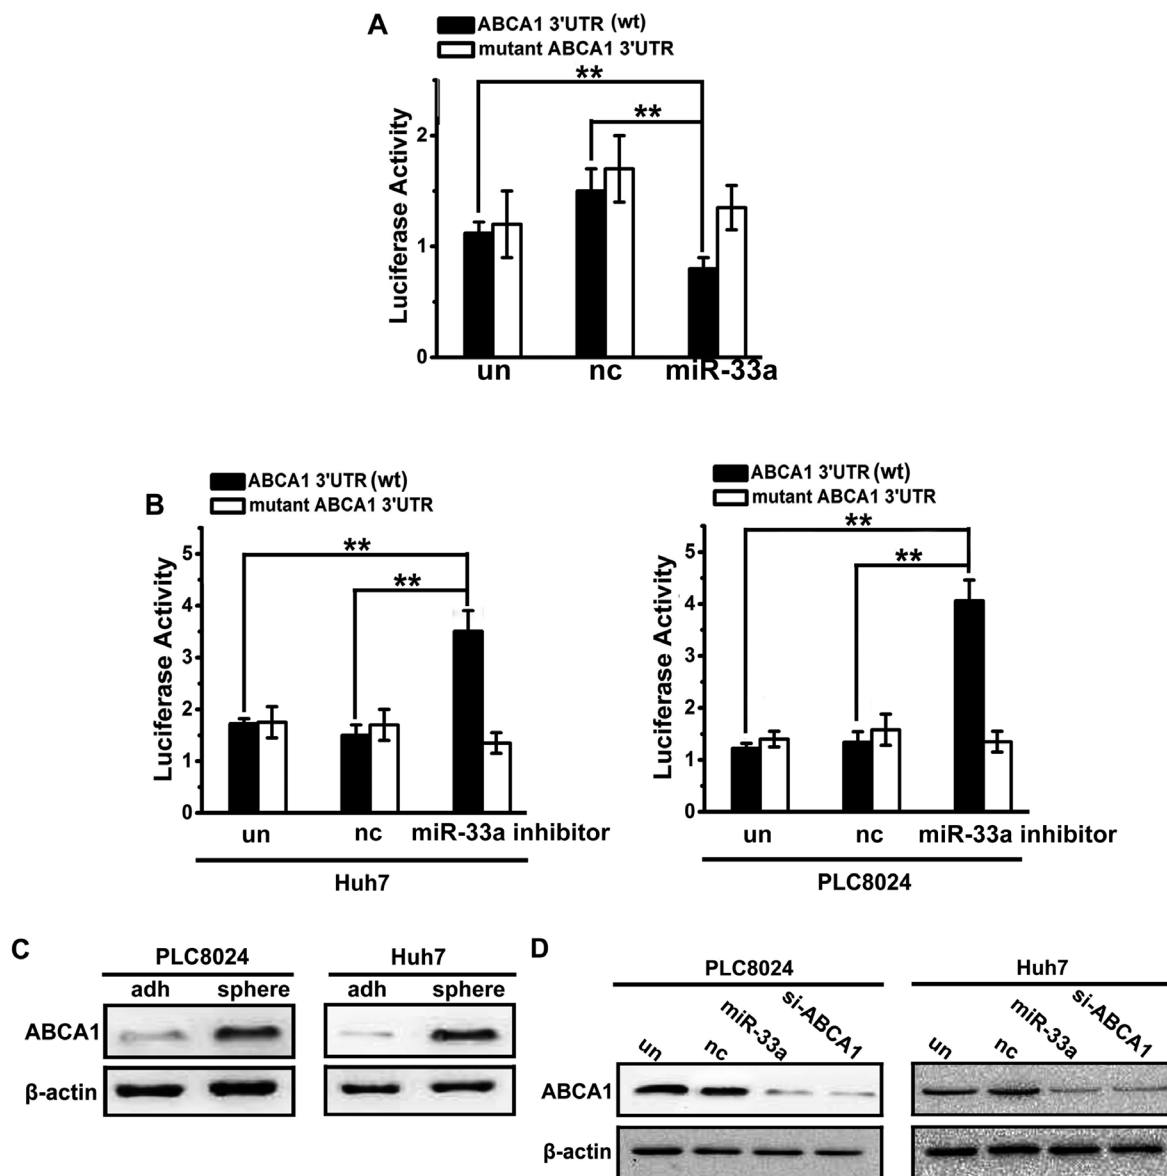 A
ABCA1 3'UTR (wt)
mutant ABCA1 3'UTR
**
**
Luciferase Activity
2
1
0
un nc miR-33a
B
ABCA1 3'UTR (wt)
mutant ABCA1 3'UTR
**
**
Luciferase Activity
5
4
3
2
1
0
un nc miR-33a inhibitor
Huh7
ABCA1 3'UTR (wt)
mutant ABCA1 3'UTR
**
**
Luciferase Activity
5
4
3
2
1
0
un nc miR-33a inhibitor
PLC8024
C
PLC8024 Huh7
adh sphere adh sphere
ABCA1
β-actin
D
PLC8024 Huh7
un nc miR-33a si-ABCA1 un nc miR-33a si-ABCA1
ABCA1
β-actin